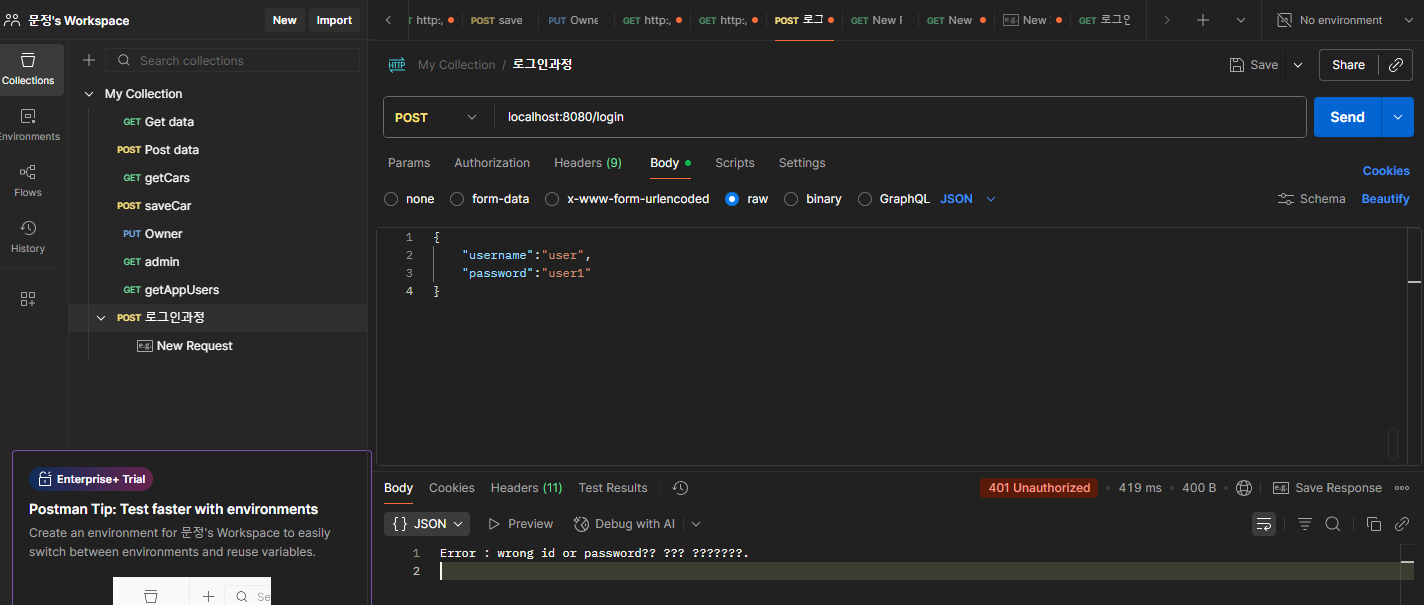 문정's Workspace
New
Import
http:,
POST save
PUT Owne
GET http:,
GET http:,
POST 로그
GET New
GET New
e.g. New
GET 로그인
No environment
Collections
Search collections
My Collection / 로그인과정
Save
Share
My Collection
POST
localhost:8080/login
Send
GET Get data
Environments
POST Post data
Params
Authorization
Headers (9)
Body
Scripts
Settings
Cookies
GET getCars
Flows
none
form-data
x-www-form-urlencoded
raw
binary
GraphQL
JSON
Schema
Beautify
POST saveCar
PUT Owner
History
GET admin
GET getAppUsers
POST 로그인과정
e.g. New Request
1 {
2 "username":"user",
3 "password":"user1"
4 }
Enterprise+ Trial
Postman Tip: Test faster with environments
Create an environment for 문정's Workspace to easily
switch between environments and reuse variables.
Se
Body
Cookies
Headers (11)
Test Results
401 Unauthorized
419 ms
400 B
e.g. Save Response
{} JSON
Preview
Debug with AI
1 Error : wrong id or password?? ??? ???????.
2